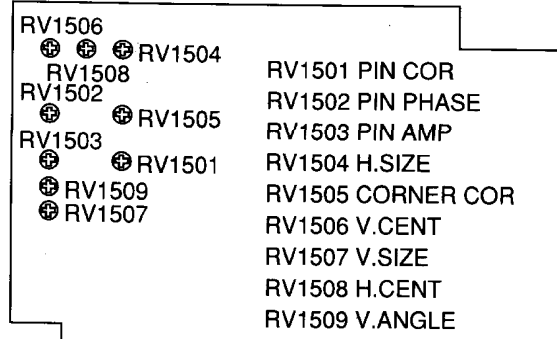 RV1506
RV1504
RV1508
RV1502
RV1505
RV1503
RV1501
RV1509
RV1507
RV1501 PIN COR
RV1502 PIN PHASE
RV1503 PIN AMP
RV1504 H.SIZE
RV1505 CORNER COR
RV1506 V.CENT
RV1507 V.SIZE
RV1508 H.CENT
RV1509 V.ANGLE